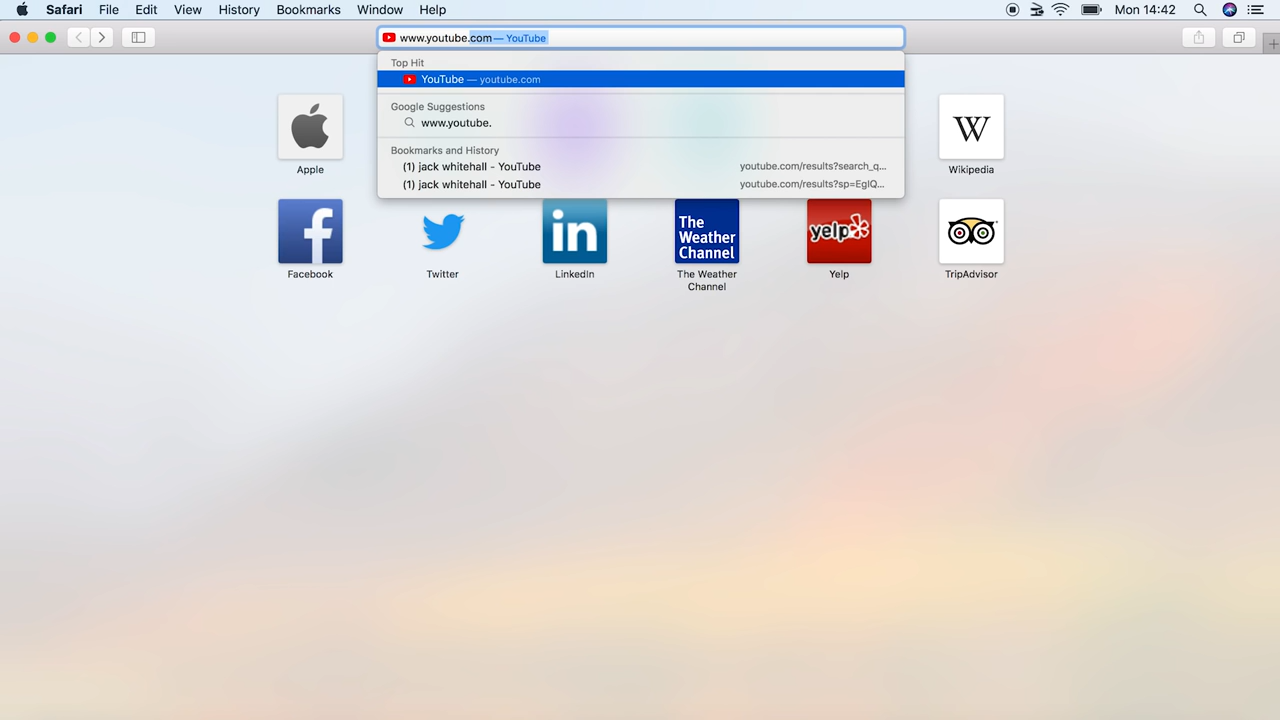 Safari File Edit View History Bookmarks Window Help Mon 14:42
www.youtube.com — YouTube
Top Hit
YouTube — youtube.com
Google Suggestions
www.youtube.
Bookmarks and History
(1) jack whitehall - YouTube youtube.com/results?search_q...
(1) jack whitehall - YouTube youtube.com/results?sp=EgIQ...
W
Apple Wikipedia
f in The Weather Channel yelp
Facebook Twitter LinkedIn The Weather Channel Yelp TripAdvisor